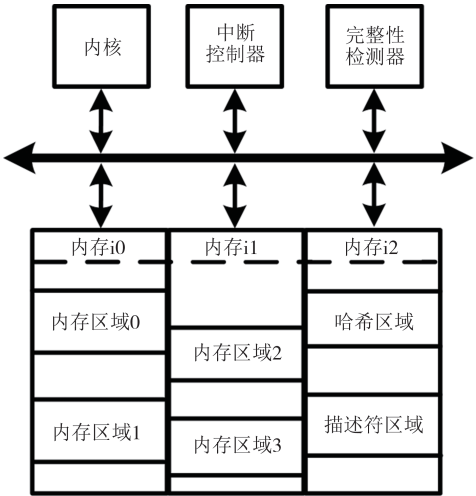 内核
中断
控制器
完整性
检测器
内存i0
内存i1
内存i2
内存区域0
哈希区域
内存区域2
内存区域1
描述符区域
内存区域3